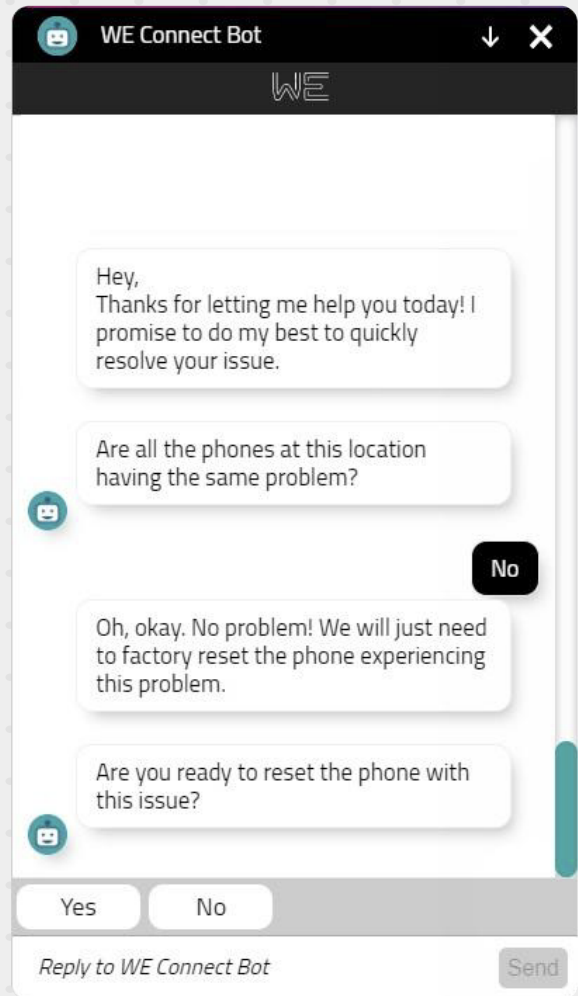 WE Connect Bot
WE
Hey,
Thanks for letting me help you today! I
promise to do my best to quickly
resolve your issue.
Are all the phones at this location
having the same problem?
No
Oh, okay. No problem! We will just need
to factory reset the phone experiencing
this problem.
Are you ready to reset the phone with
this issue?
Yes
No
Reply to WE Connect Bot
Send